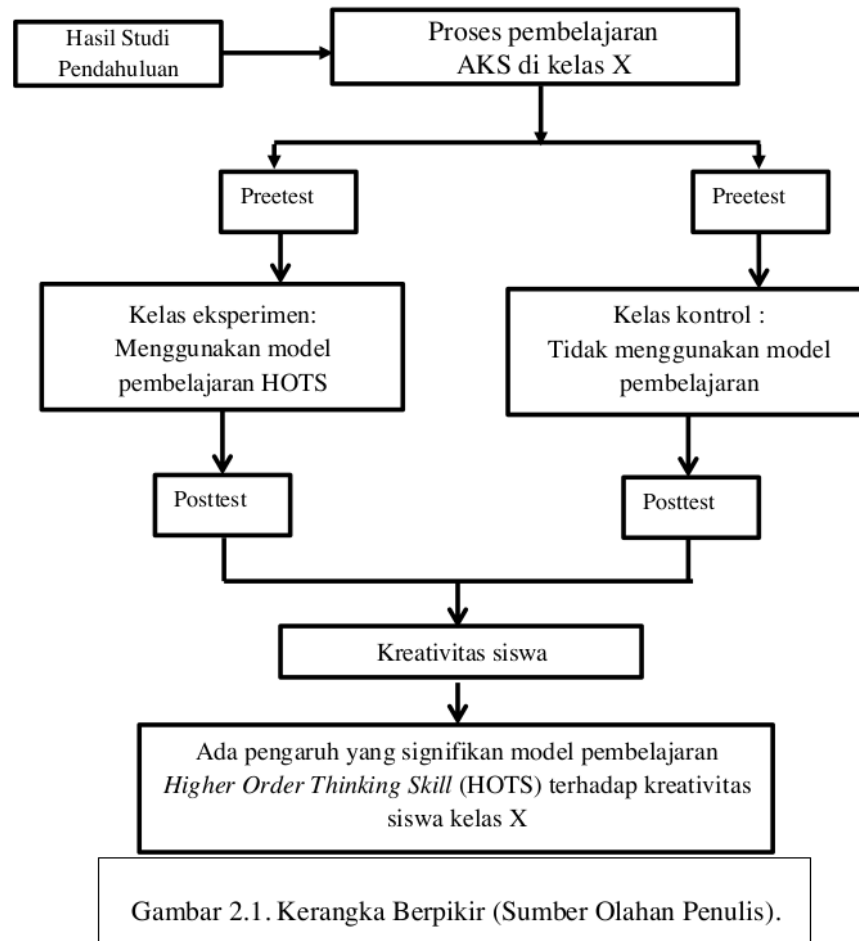 Hasil Studi
Pendahuluan
Proses pembelajaran
AKS di kelas X
Preetest
Preetest
Kelas eksperimen:
Menggunakan model
pembelajaran HOTS
Kelas kontrol :
Tidak menggunakan model
pembelajaran
Posttest
Posttest
Kreativitas siswa
Ada pengaruh yang signifikan model pembelajaran
Higher Order Thinking Skill (HOTS) terhadap kreativitas
siswa kelas X
Gambar 2.1. Kerangka Berpikir (Sumber Olahan Penulis).